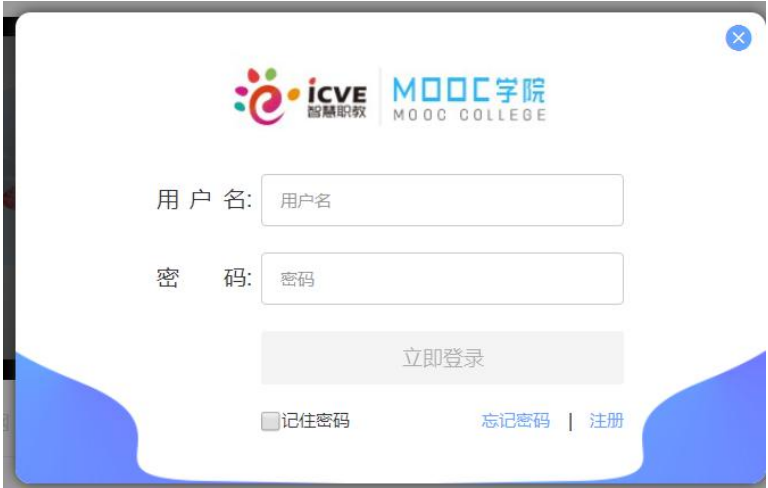 icve
智慧职教
MOOC学院
MOOC COLLEGE
用 户 名:
用户名
密 码:
密码
立即登录
记住密码
忘记密码 | 注册